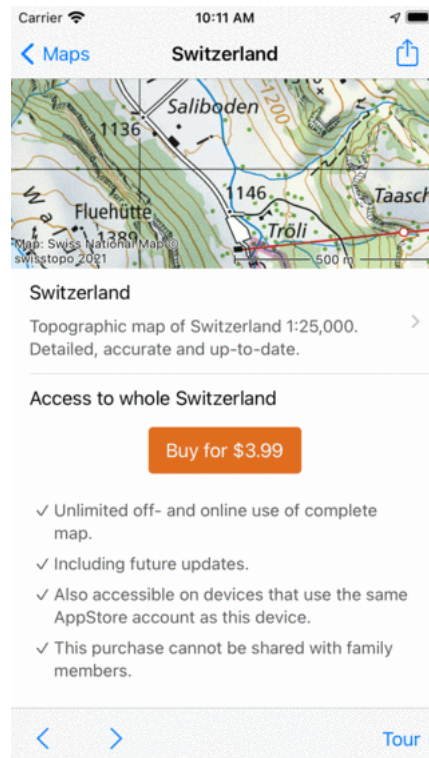 Carrier 10:11 AM
Maps Switzerland
Saliboden
1200
1136
1146
Taasch
Fluehütte
Wa
Tröli
1389
Map: Swiss National Map ©
swisstopo 2021
500 m
Switzerland
Topographic map of Switzerland 1:25,000.
Detailed, accurate and up-to-date.
Access to whole Switzerland
Buy for $3.99
✓ Unlimited off- and online use of complete
map.
✓ Including future updates.
✓ Also accessible on devices that use the same
AppStore account as this device.
✓ This purchase cannot be shared with family
members.
Tour